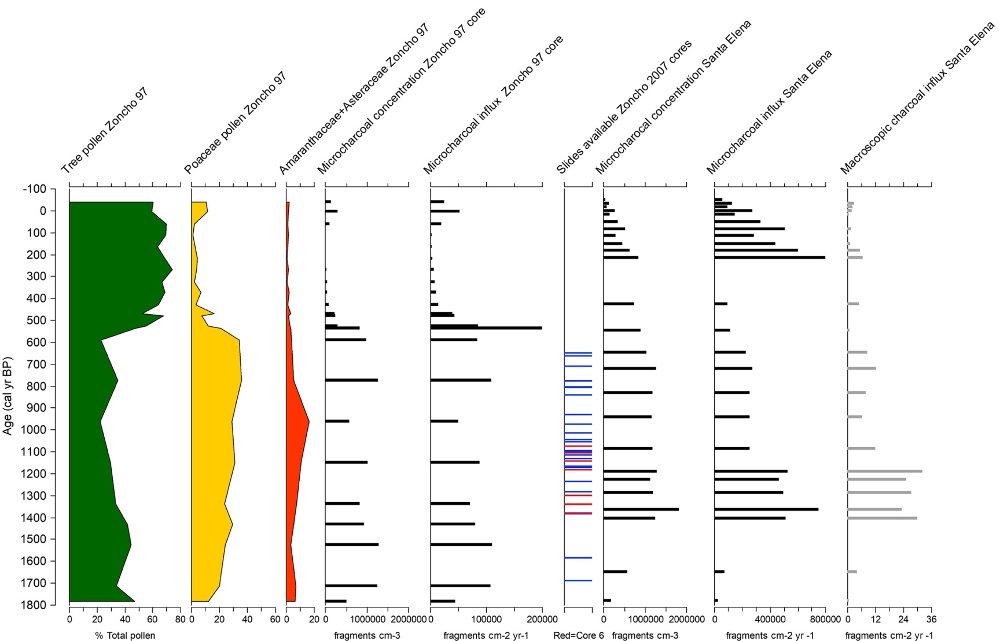 Tree pollen Zoncho 97
Poaceae pollen Zoncho 97
Amaranthaceae+Asteraceae Zoncho 97
Microcharcoal concentration Zoncho 97 core
Microcharcoal influx Zoncho 97 core
Slides available Zoncho 2007 cores
Microcharocal concentration Santa Elena
Microcharcoal influx Santa Elena
Macroscopic charcoal influx Santa Elena
Age (cal yr BP)
-100
0
100
200
300
400
500
600
700
800
900
1000
1100
1200
1300
1400
1500
1600
1700
1800
0 20 40 60 80 0 20 40 60 0 20 0 1000000 2000000 0 100000 200000 0 1000000 2000000 0 400000 800000 0 12 24 36
% Total pollen fragments cm-3 fragments cm-2 yr-1 Red=Core 6 fragments cm-3 fragments cm-2 yr -1 fragments cm-2 yr -1